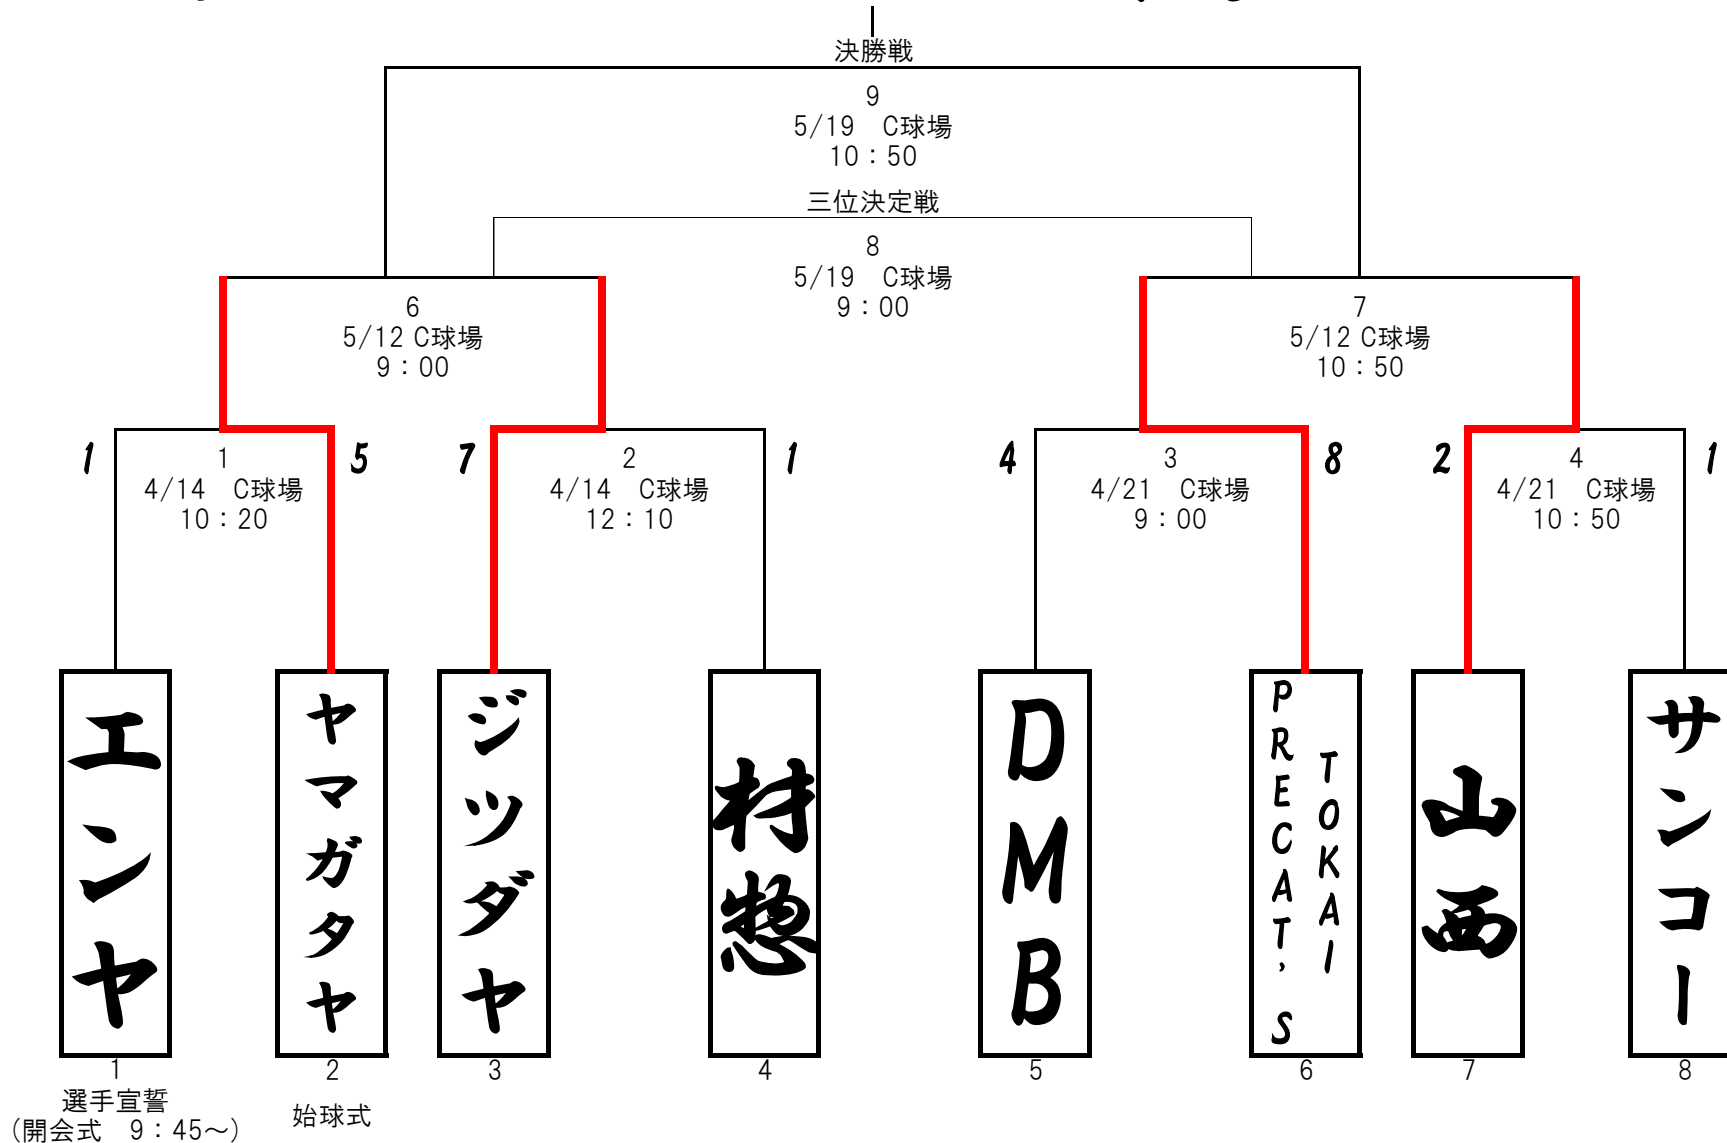 決勝戦
9
5/19　C球場
10：50
三位決定戦
8
5/19　C球場
9：00
6
5/12 C球場
9：00
7
5/12 C球場
10：50
1
1
4/14　C球場
10：20
5
7
2
4/14　C球場
12：10
1
4
3
4/21　C球場
9：00
8
2
4
4/21　C球場
10：50
1
エンヤ
ヤマガタヤ
ジツダヤ
材惣
DMB
TOKAI
PRECAT'S
山西
サンコー
1
2
3
4
5
6
7
8
選手宣誓
（開会式　9：45～）
始球式